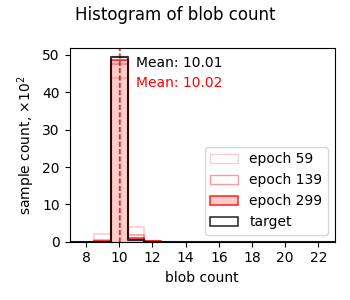 Histogram of blob count
Mean: 10.01
Mean: 10.02
sample count, ×10²
50
40
30
20
10
0
epoch 59
epoch 139
epoch 299
target
8 10 12 14 16 18 20 22
blob count